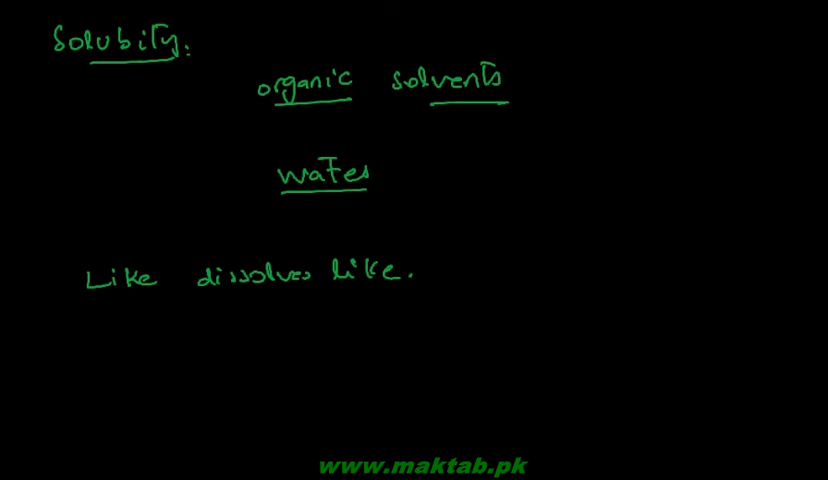 Solubity.
organic solvents
water
Like dissolves like.
www.maktab.pk